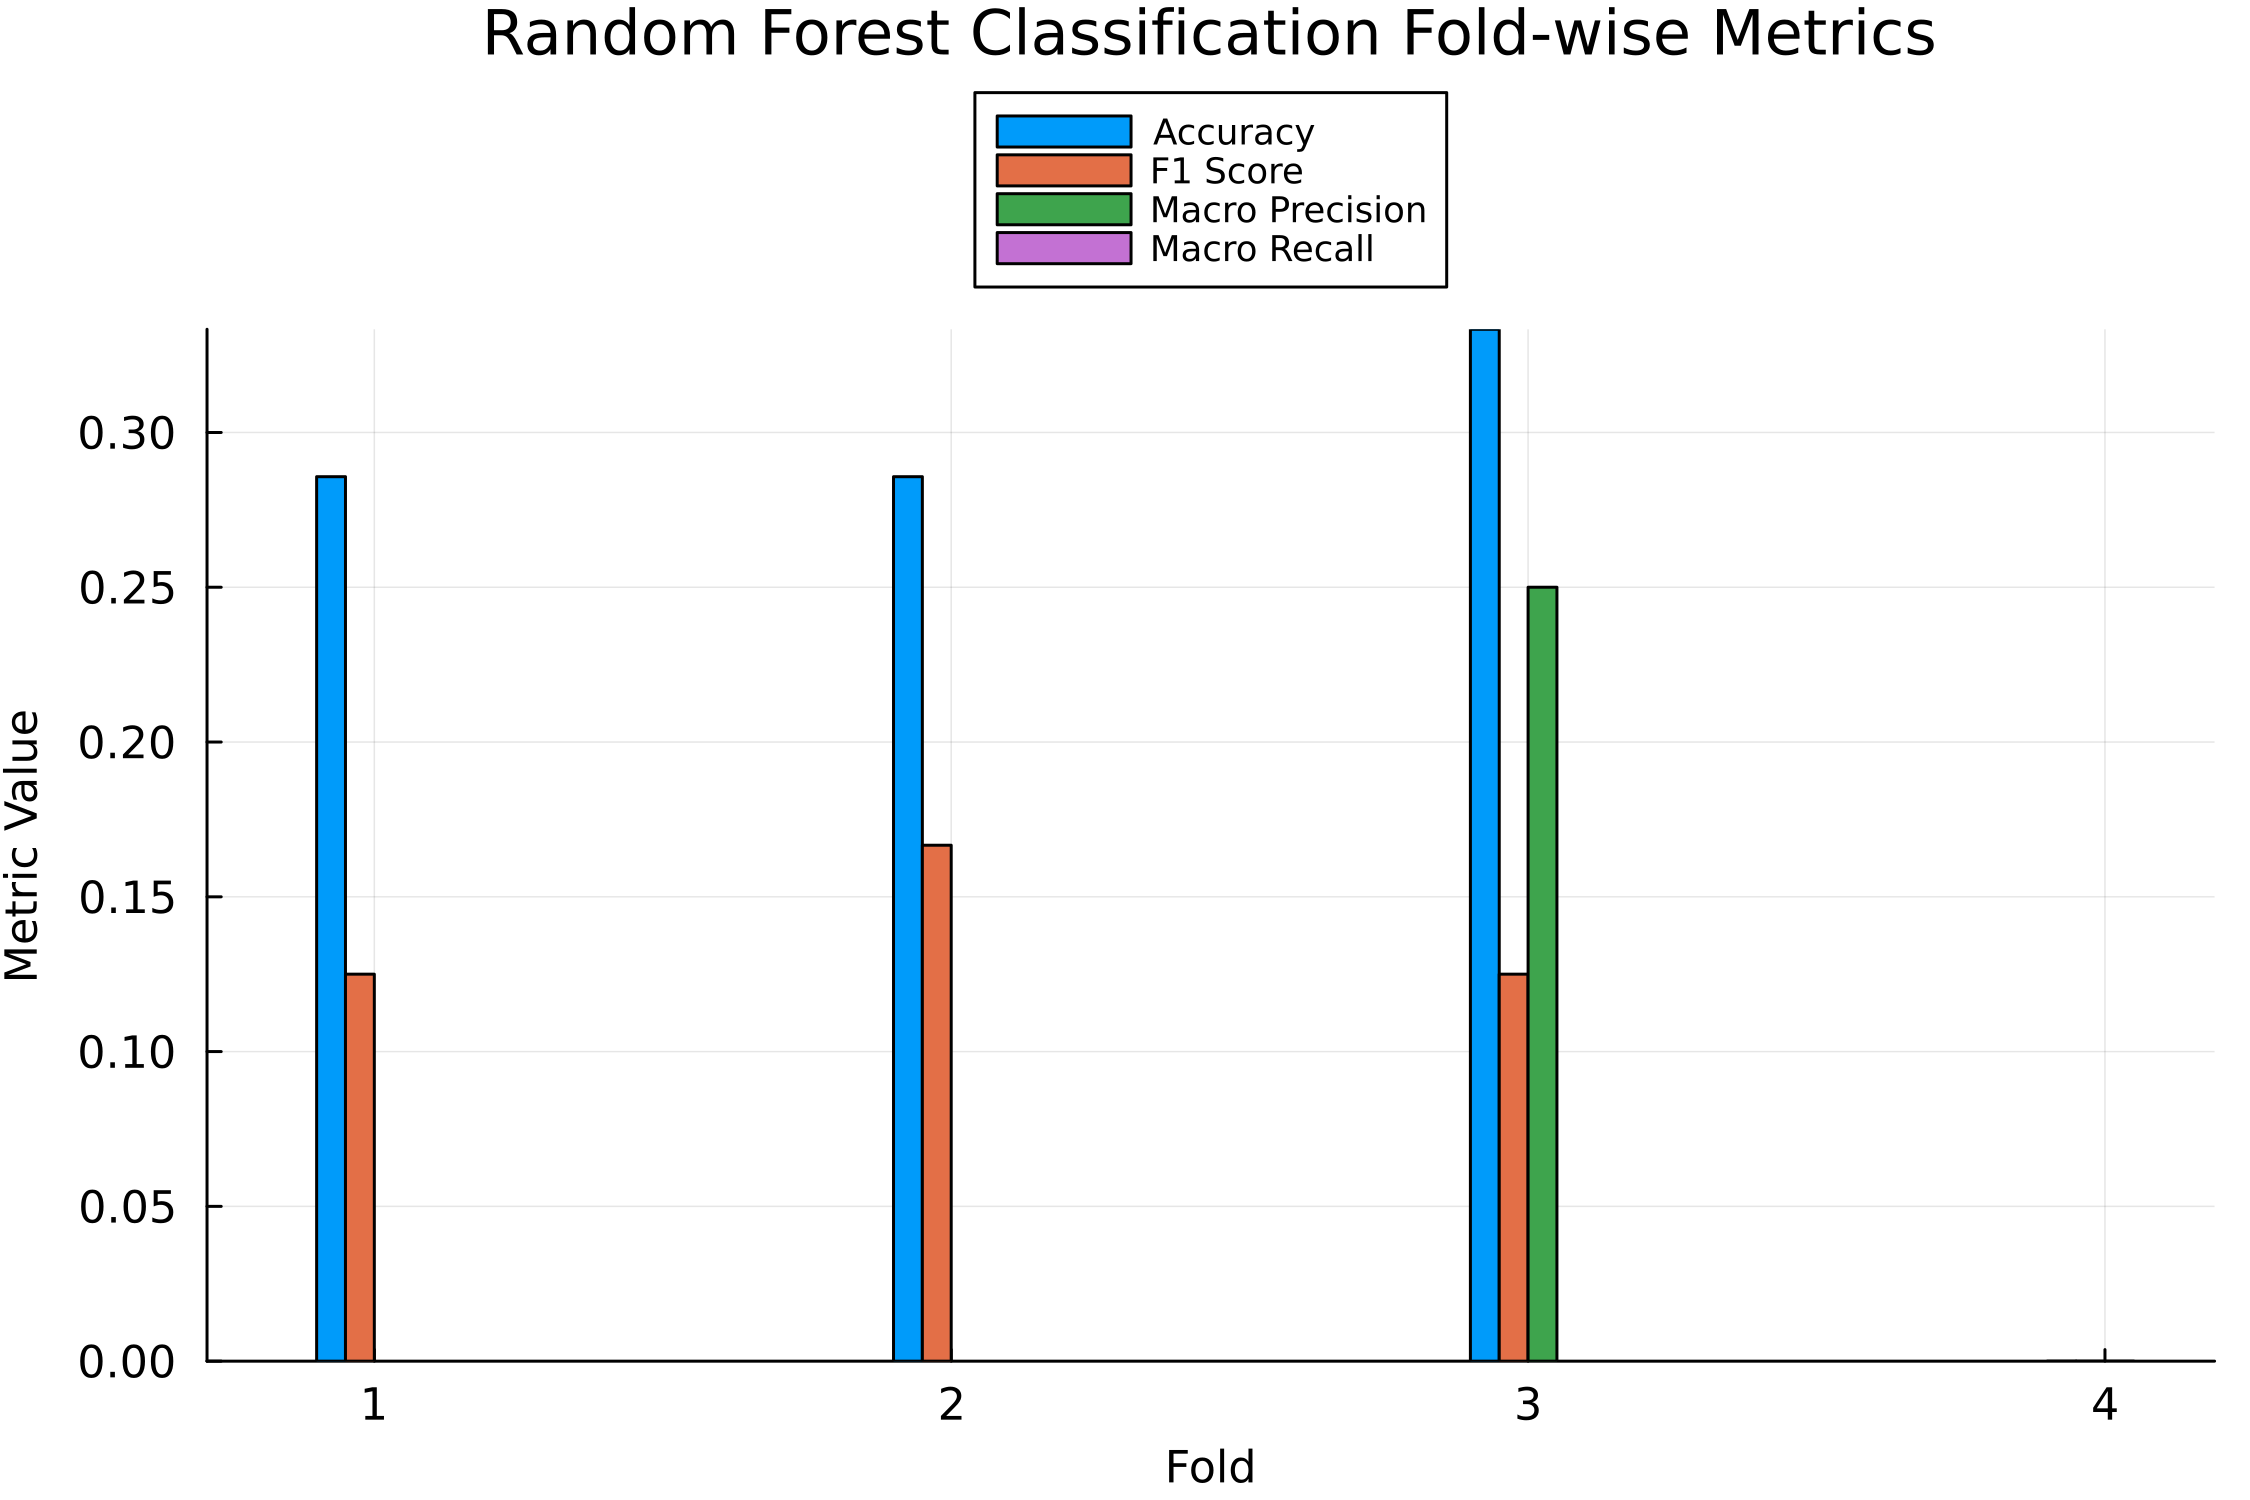 Random Forest Classification Fold-wise Metrics
Accuracy
F1 Score
Macro Precision
Macro Recall
0.30
0.25
0.20
0.15
0.10
0.05
0.00
Metric Value
1 2 3 4
Fold